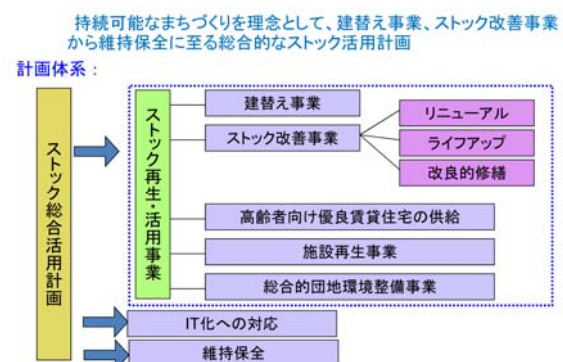 持続可能なまちづくりを理念として、建替え事業、ストック改善事業
から維持保全に至る総合的なストック活用計画
計画体系：
ストック総合活用計画
ストック再生・活用事業
建替え事業
ストック改善事業
リニューアル
ライフアップ
改良的修繕
高齢者向け優良賃貸住宅の供給
施設再生事業
総合的団地環境整備事業
IT化への対応
維持保全